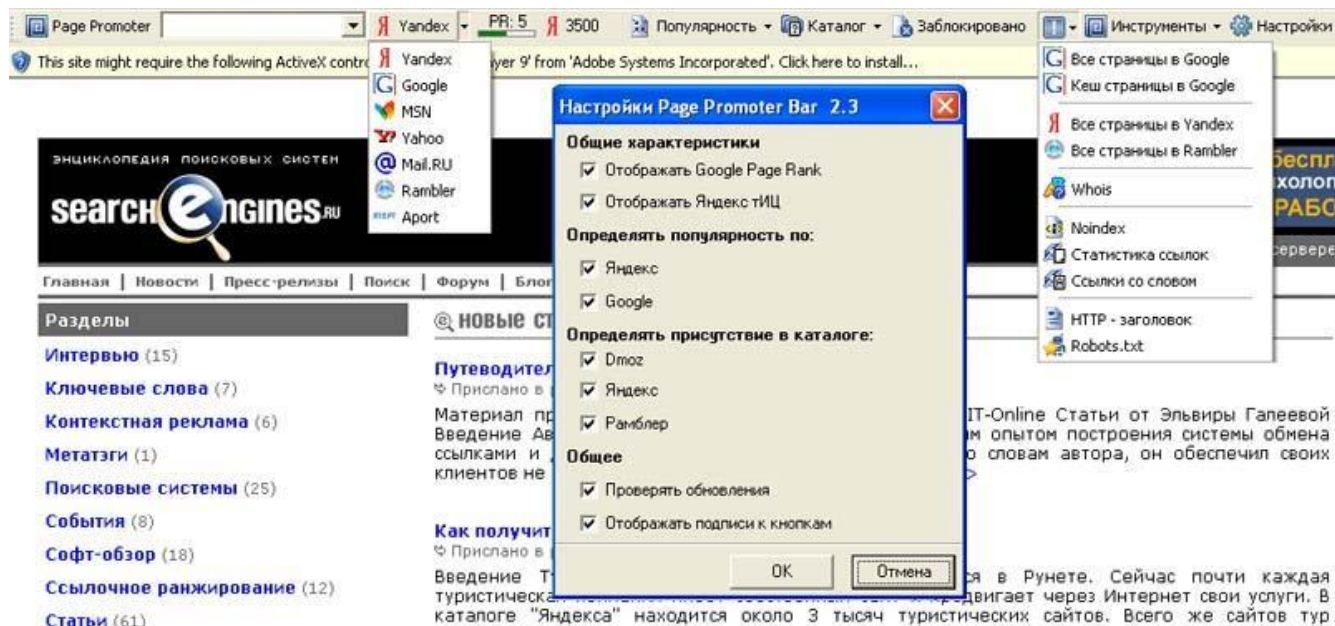 Page Promoter Yandex PR: 5 3500 Популярность Каталог Заблокировано Инструменты Настройки
This site might require the following ActiveX contro
yer 9' from 'Adobe Systems Incorporated'. Click here to install...
Yandex
Google
MSN
Yahoo
Mail.RU
Rambler
Aport
Все страницы в Google
Кеш страницы в Google
Все страницы в Yandex
Все страницы в Rambler
Whois
Noindex
Статистика ссылок
Ссылки со словом
HTTP - заголовок
Robots.txt
энциклопедия поисковых систем
searchengines.ru
Настройки Page Promoter Bar 2.3
Общие характеристики
Отображать Google Page Rank
Отображать Яндекс тИЦ
Определять популярность по:
Яндекс
Google
Определять присутствие в каталоге:
Dmoz
Яндекс
Рамблер
Общее
Проверять обновления
Отображать подписи к кнопкам
OK Отмена
Главная | Новости | Пресс-релизы | Поиск | Форум | Блог
Разделы
Интервью (15)
Ключевые слова (7)
Контекстная реклама (6)
Метатэги (1)
Поисковые системы (25)
События (8)
Софт-обзор (18)
Ссылочное ранжирование (12)
Статьи (61)
новые ст
Путеводител
Прислано в
Материал пр IT-Online Статьи от Эльвиры Галеевой
Введение Ав м опытом построения системы обмена
ссылками и о словам автора, он обеспечил своих
клиентов не
Как получит
Прислано в
Введение Т ся в Рунете. Сейчас почти каждая
туристическа двигает через Интернет свои услуги. В
каталоге "Яндекса" находится около 3 тысяч туристических сайтов. Всего же сайтов тур